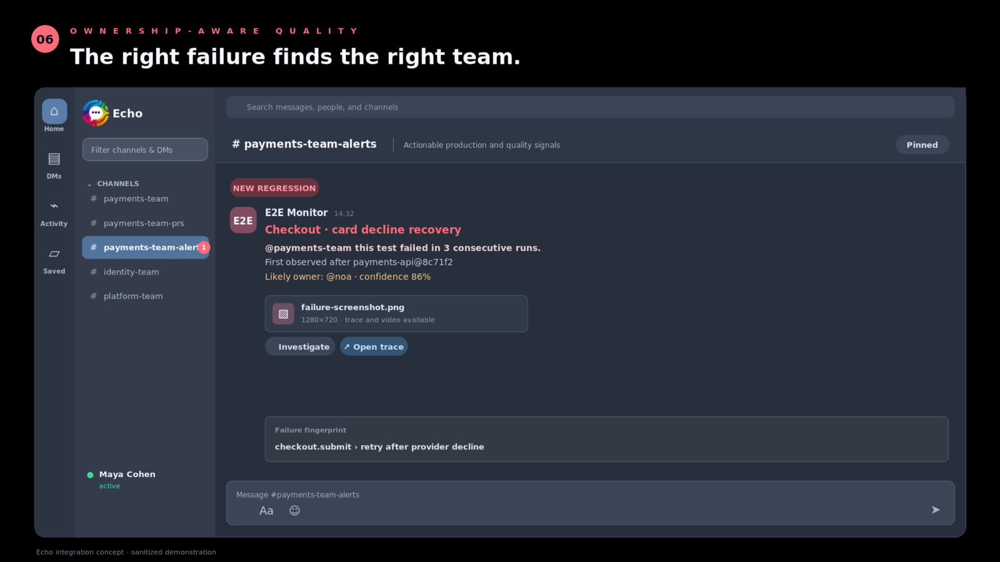 06
OWNERSHIP-AWARE QUALITY
The right failure finds the right team.
Home
DMs
Activity
Saved
Echo
Filter channels & DMs
CHANNELS
# payments-team
# payments-team-prs
# payments-team-alert 1
# identity-team
# platform-team
Maya Cohen
active
Search messages, people, and channels
# payments-team-alerts
Actionable production and quality signals
Pinned
NEW REGRESSION
E2E
E2E Monitor 14:32
Checkout · card decline recovery
@payments-team this test failed in 3 consecutive runs.
First observed after payments-api@8c71f2
Likely owner: @noa · confidence 86%
failure-screenshot.png
1280×720 · trace and video available
Investigate
↗ Open trace
Failure fingerprint
checkout.submit › retry after provider decline
Message #payments-team-alerts
Aa
Echo integration concept · sanitized demonstration